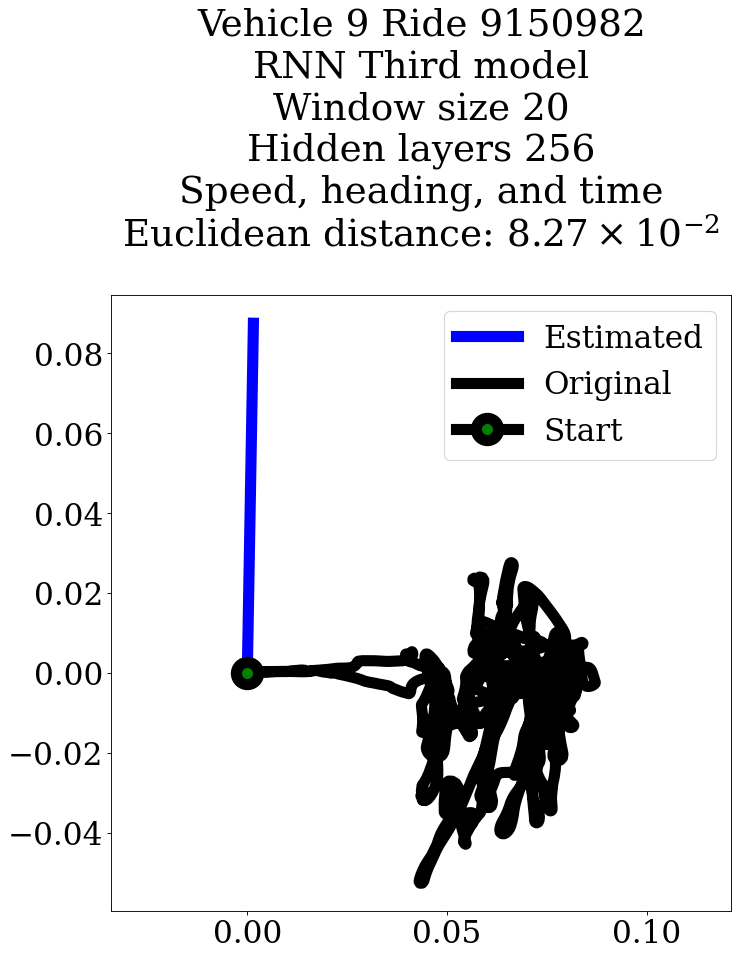 Vehicle 9 Ride 9150982
RNN Third model
Window size 20
Hidden layers 256
Speed, heading, and time
Euclidean distance: 8.27 × 10⁻²
Estimated
Original
Start
0.08
0.06
0.04
0.02
0.00
−0.02
−0.04
0.00 0.05 0.10